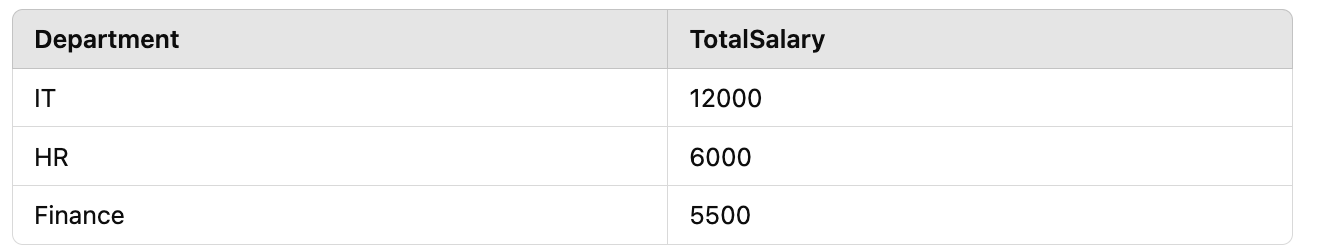 Department TotalSalary
IT 12000
HR 6000
Finance 5500